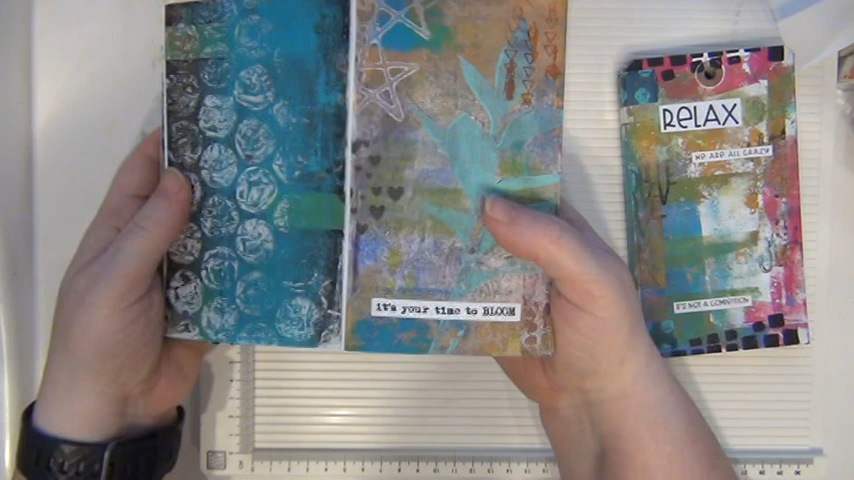 it's your time to BLOOM
RELAX
WE ARE ALL CRAZY
IT'S NOT A COMPETITION